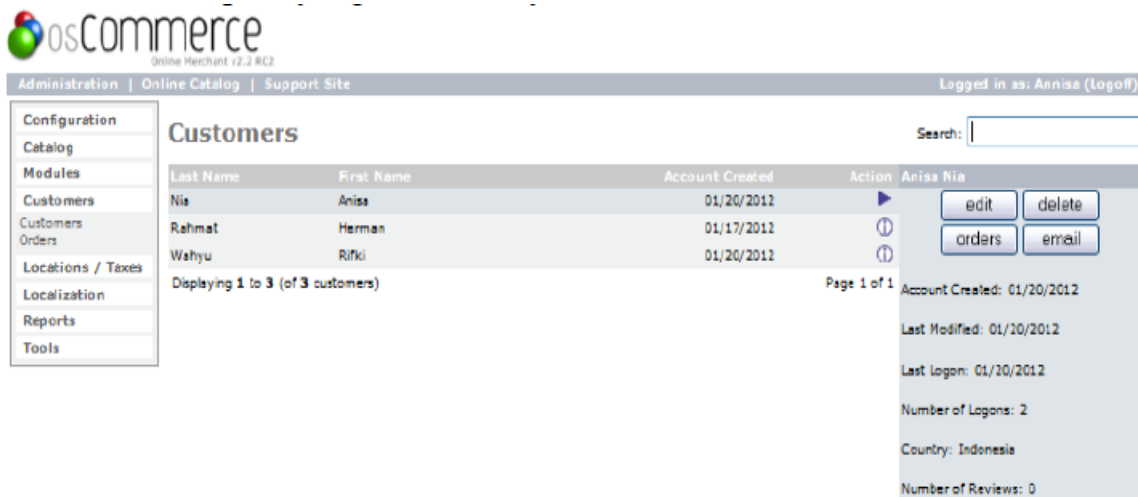 osCommerce
Online Merchant v2.2 RC2
Administration | Online Catalog | Support Site Logged in as: Annisa (Logoff)
Configuration
Catalog
Modules
Customers
Customers
Orders
Locations / Taxes
Localization
Reports
Tools
Customers
Search:
Last Name First Name Account Created Action
Nia Anisa 01/20/2012
Rahmat Herman 01/17/2012
Wahyu Rifki 01/20/2012
Displaying 1 to 3 (of 3 customers) Page 1 of 1
Anisa Nia
edit delete
orders email
Account Created: 01/20/2012
Last Modified: 01/20/2012
Last Logon: 01/20/2012
Number of Logons: 2
Country: Indonesia
Number of Reviews: 0